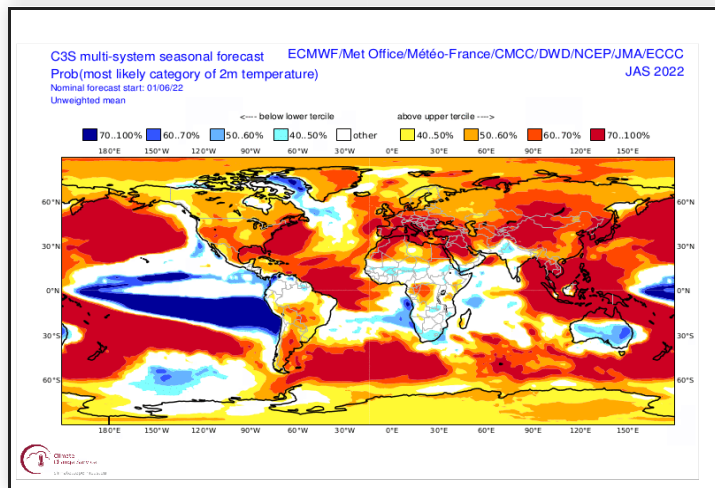 C3S multi-system seasonal forecast ECMWF/Met Office/Météo-France/CMCC/DWD/NCEP/JMA/ECCC
Prob(most likely category of 2m temperature) JAS 2022
Nominal forecast start: 01/06/22
Unweighted mean
<---- below lower tercile above upper tercile ---->
70..100% 60..70% 50..60% 40..50% other 40..50% 50..60% 60..70% 70..100%
180°E 150°W 120°W 90°W 60°W 30°W 0°E 30°E 60°E 90°E 120°E 150°E
60°N 60°N
30°N 30°N
0°N 0°N
30°S 30°S
60°S 60°S
180°E 150°W 120°W 90°W 60°W 30°W 0°E 30°E 60°E 90°E 120°E 150°E
Climate
Change Service